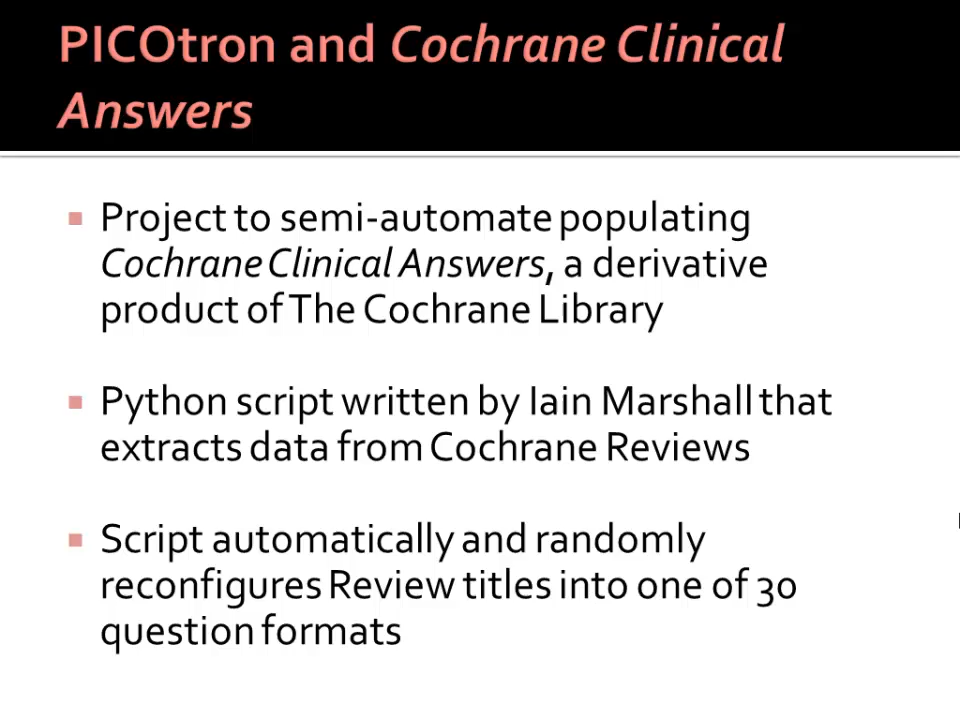 PICOtron and Cochrane Clinical
Answers
Project to semi-automate populating
Cochrane Clinical Answers, a derivative
product of The Cochrane Library
Python script written by Iain Marshall that
extracts data from Cochrane Reviews
Script automatically and randomly
reconfigures Review titles into one of 30
question formats